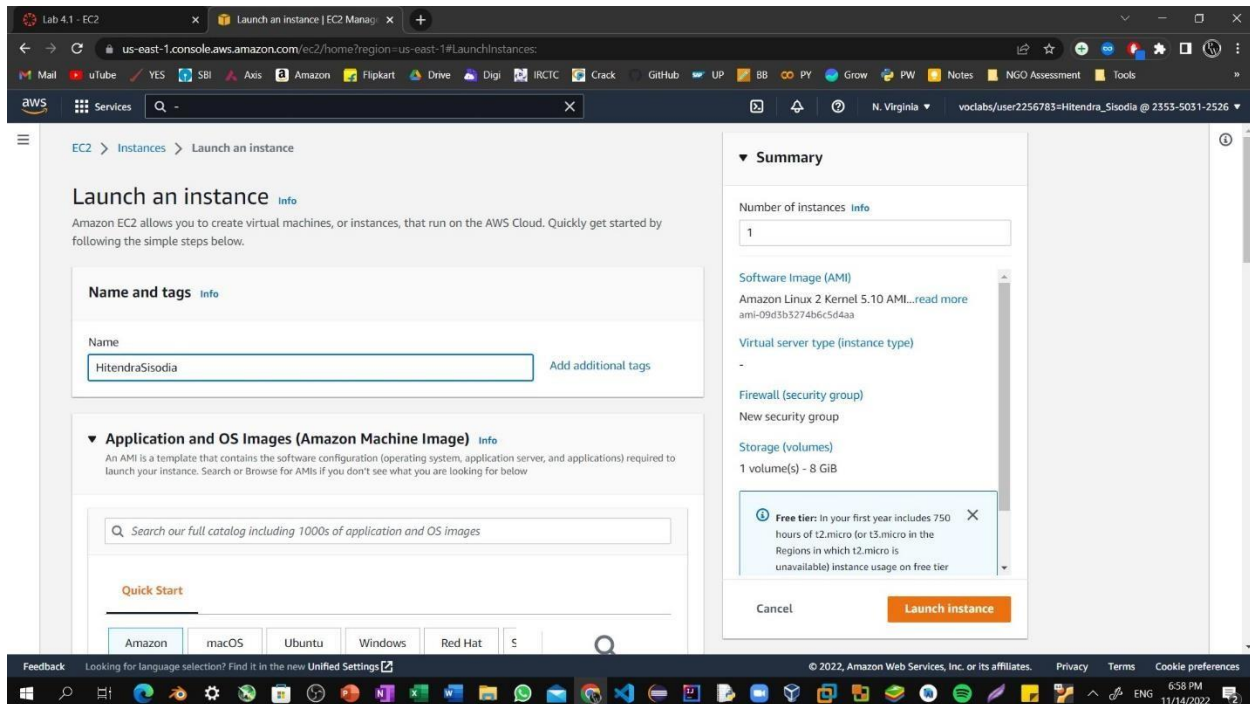 Lab 4.1 - EC2
Launch an instance | EC2 Manag
us-east-1.console.aws.amazon.com/ec2/home?region=us-east-1#LaunchInstances:
Mail uTube YES SBI Axis Amazon Flipkart Drive Digi IRCTC Crack GitHub UP BB PY Grow PW Notes NGO Assessment Tools »
aws Services - N. Virginia ▼ voclabs/user2256783=Hitendra_Sisodia @ 2353-5031-2526 ▼
EC2 > Instances > Launch an instance
Launch an instance Info
Amazon EC2 allows you to create virtual machines, or instances, that run on the AWS Cloud. Quickly get started by
following the simple steps below.
Name and tags Info
Name
HitendraSisodia
Add additional tags
▼ Application and OS Images (Amazon Machine Image) Info
An AMI is a template that contains the software configuration (operating system, application server, and applications) required to
launch your instance. Search or Browse for AMIs if you don't see what you are looking for below
Search our full catalog including 1000s of application and OS images
Quick Start
Amazon macOS Ubuntu Windows Red Hat S
▼ Summary
Number of instances Info
1
Software Image (AMI)
Amazon Linux 2 Kernel 5.10 AMI...read more
ami-09d3b3274b6c5d4aa
Virtual server type (instance type)
-
Firewall (security group)
New security group
Storage (volumes)
1 volume(s) - 8 GiB
Free tier: In your first year includes 750
hours of t2.micro (or t3.micro in the
Regions in which t2.micro is
unavailable) instance usage on free tier
Cancel Launch instance
Feedback Looking for language selection? Find it in the new Unified Settings © 2022, Amazon Web Services, Inc. or its affiliates. Privacy Terms Cookie preferences
ENG 6:58 PM
11/14/2022